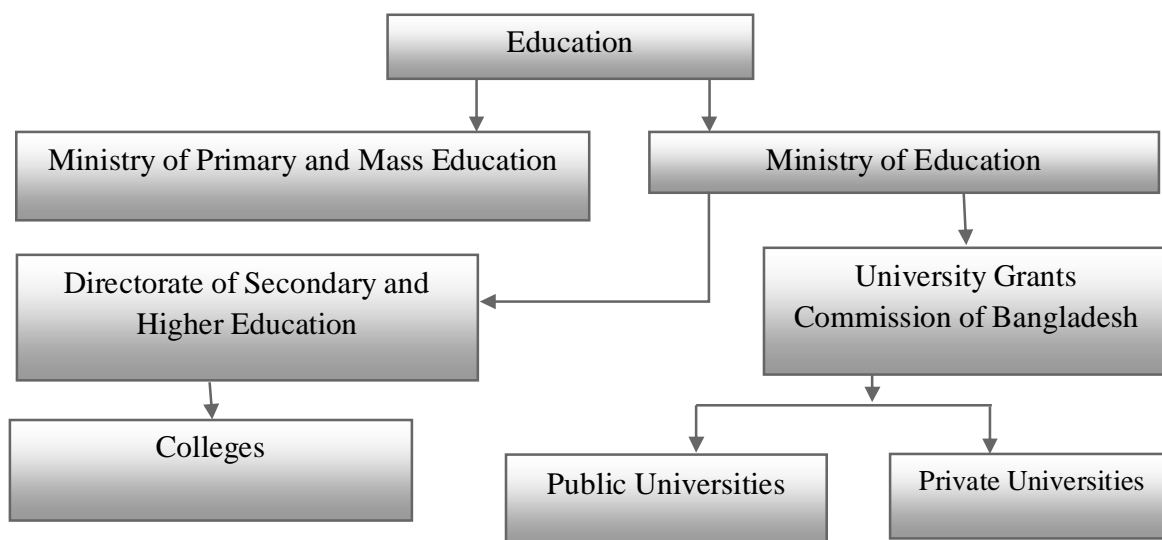 Education
Ministry of Primary and Mass Education
Ministry of Education
Directorate of Secondary and
Higher Education
University Grants
Commission of Bangladesh
Colleges
Public Universities
Private Universities